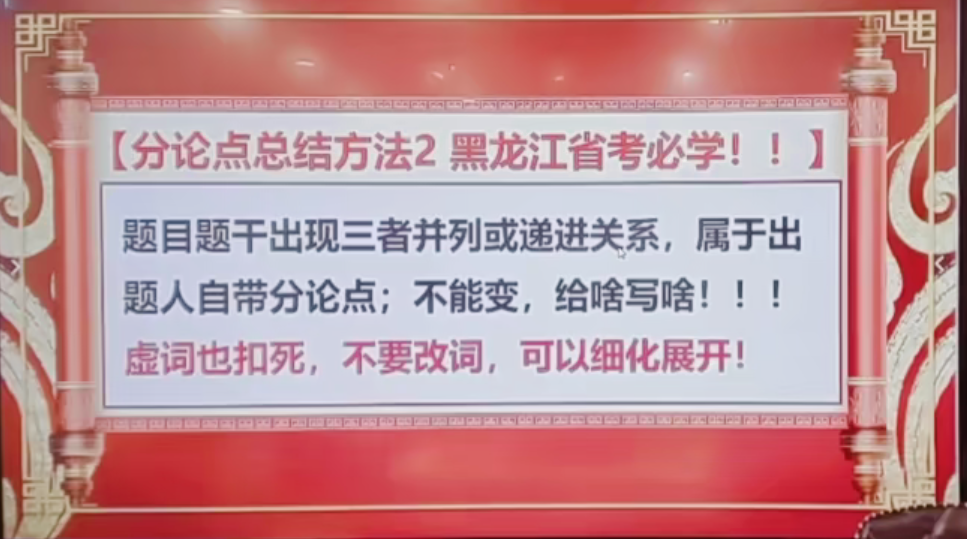 【分论点总结方法2 黑龙江省考必学！！】
题目题干出现三者并列或递进关系，属于出
题人自带分论点；不能变，给啥写啥！！！
虚词也扣死，不要改词，可以细化展开！